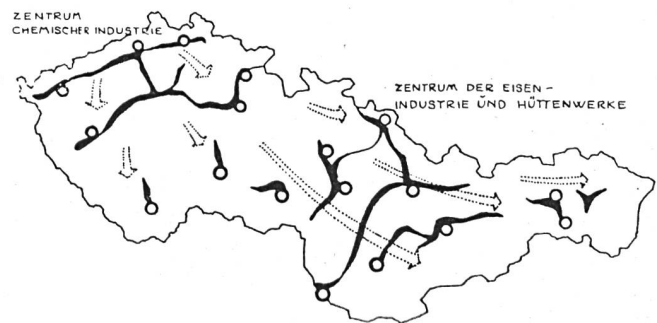 ZENTRUM
CHEMISCHER INDUSTRIE
ZENTRUM DER EISEN-
INDUSTRIE UND HÜTTENWERKE